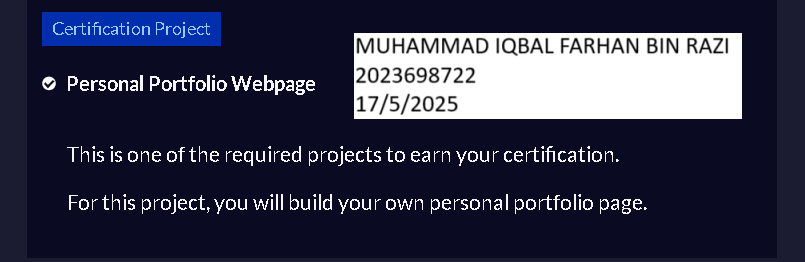 Certification Project
MUHAMMAD IQBAL FARHAN BIN RAZI
2023698722
17/5/2025
Personal Portfolio Webpage
This is one of the required projects to earn your certification.
For this project, you will build your own personal portfolio page.